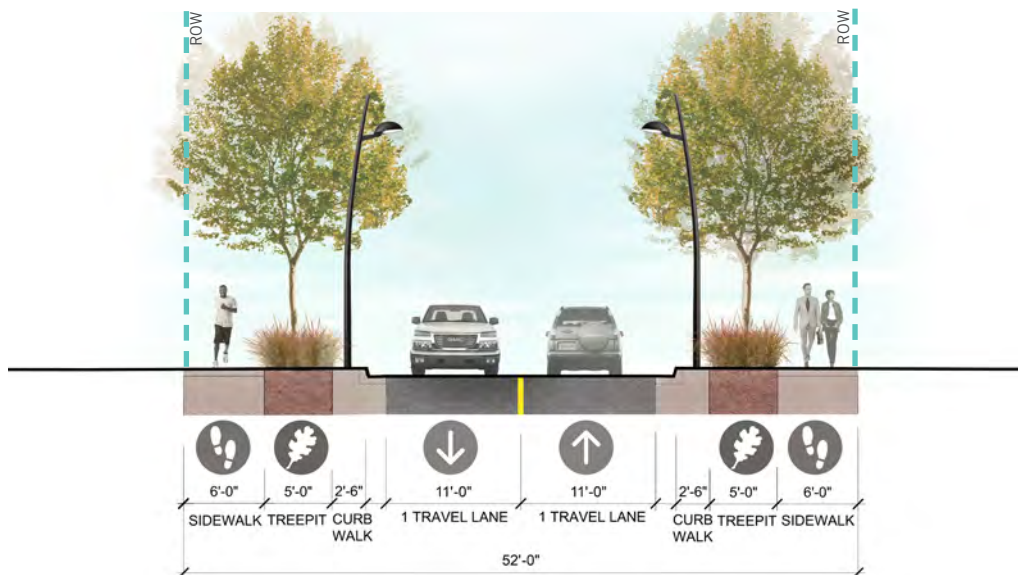 ROW
ROW
6'-0"
5'-0"
2'-6"
11'-0"
11'-0"
2'-6"
5'-0"
6'-0"
SIDEWALK
TREEPIT
CURB
WALK
1 TRAVEL LANE
1 TRAVEL LANE
CURB
WALK
TREEPIT
SIDEWALK
52'-0"